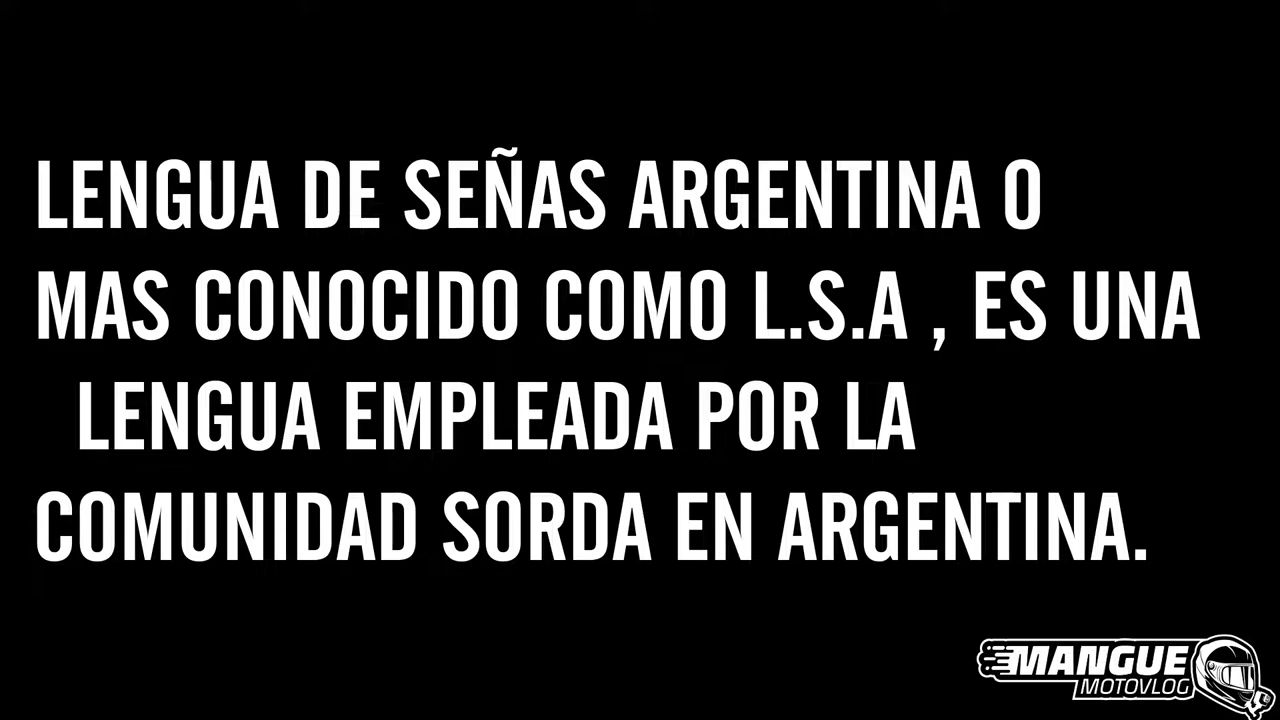 LENGUA DE SEÑAS ARGENTINA O
MAS CONOCIDO COMO L.S.A , ES UNA
LENGUA EMPLEADA POR LA
COMUNIDAD SORDA EN ARGENTINA.
MANGUE
MOTOVLOG